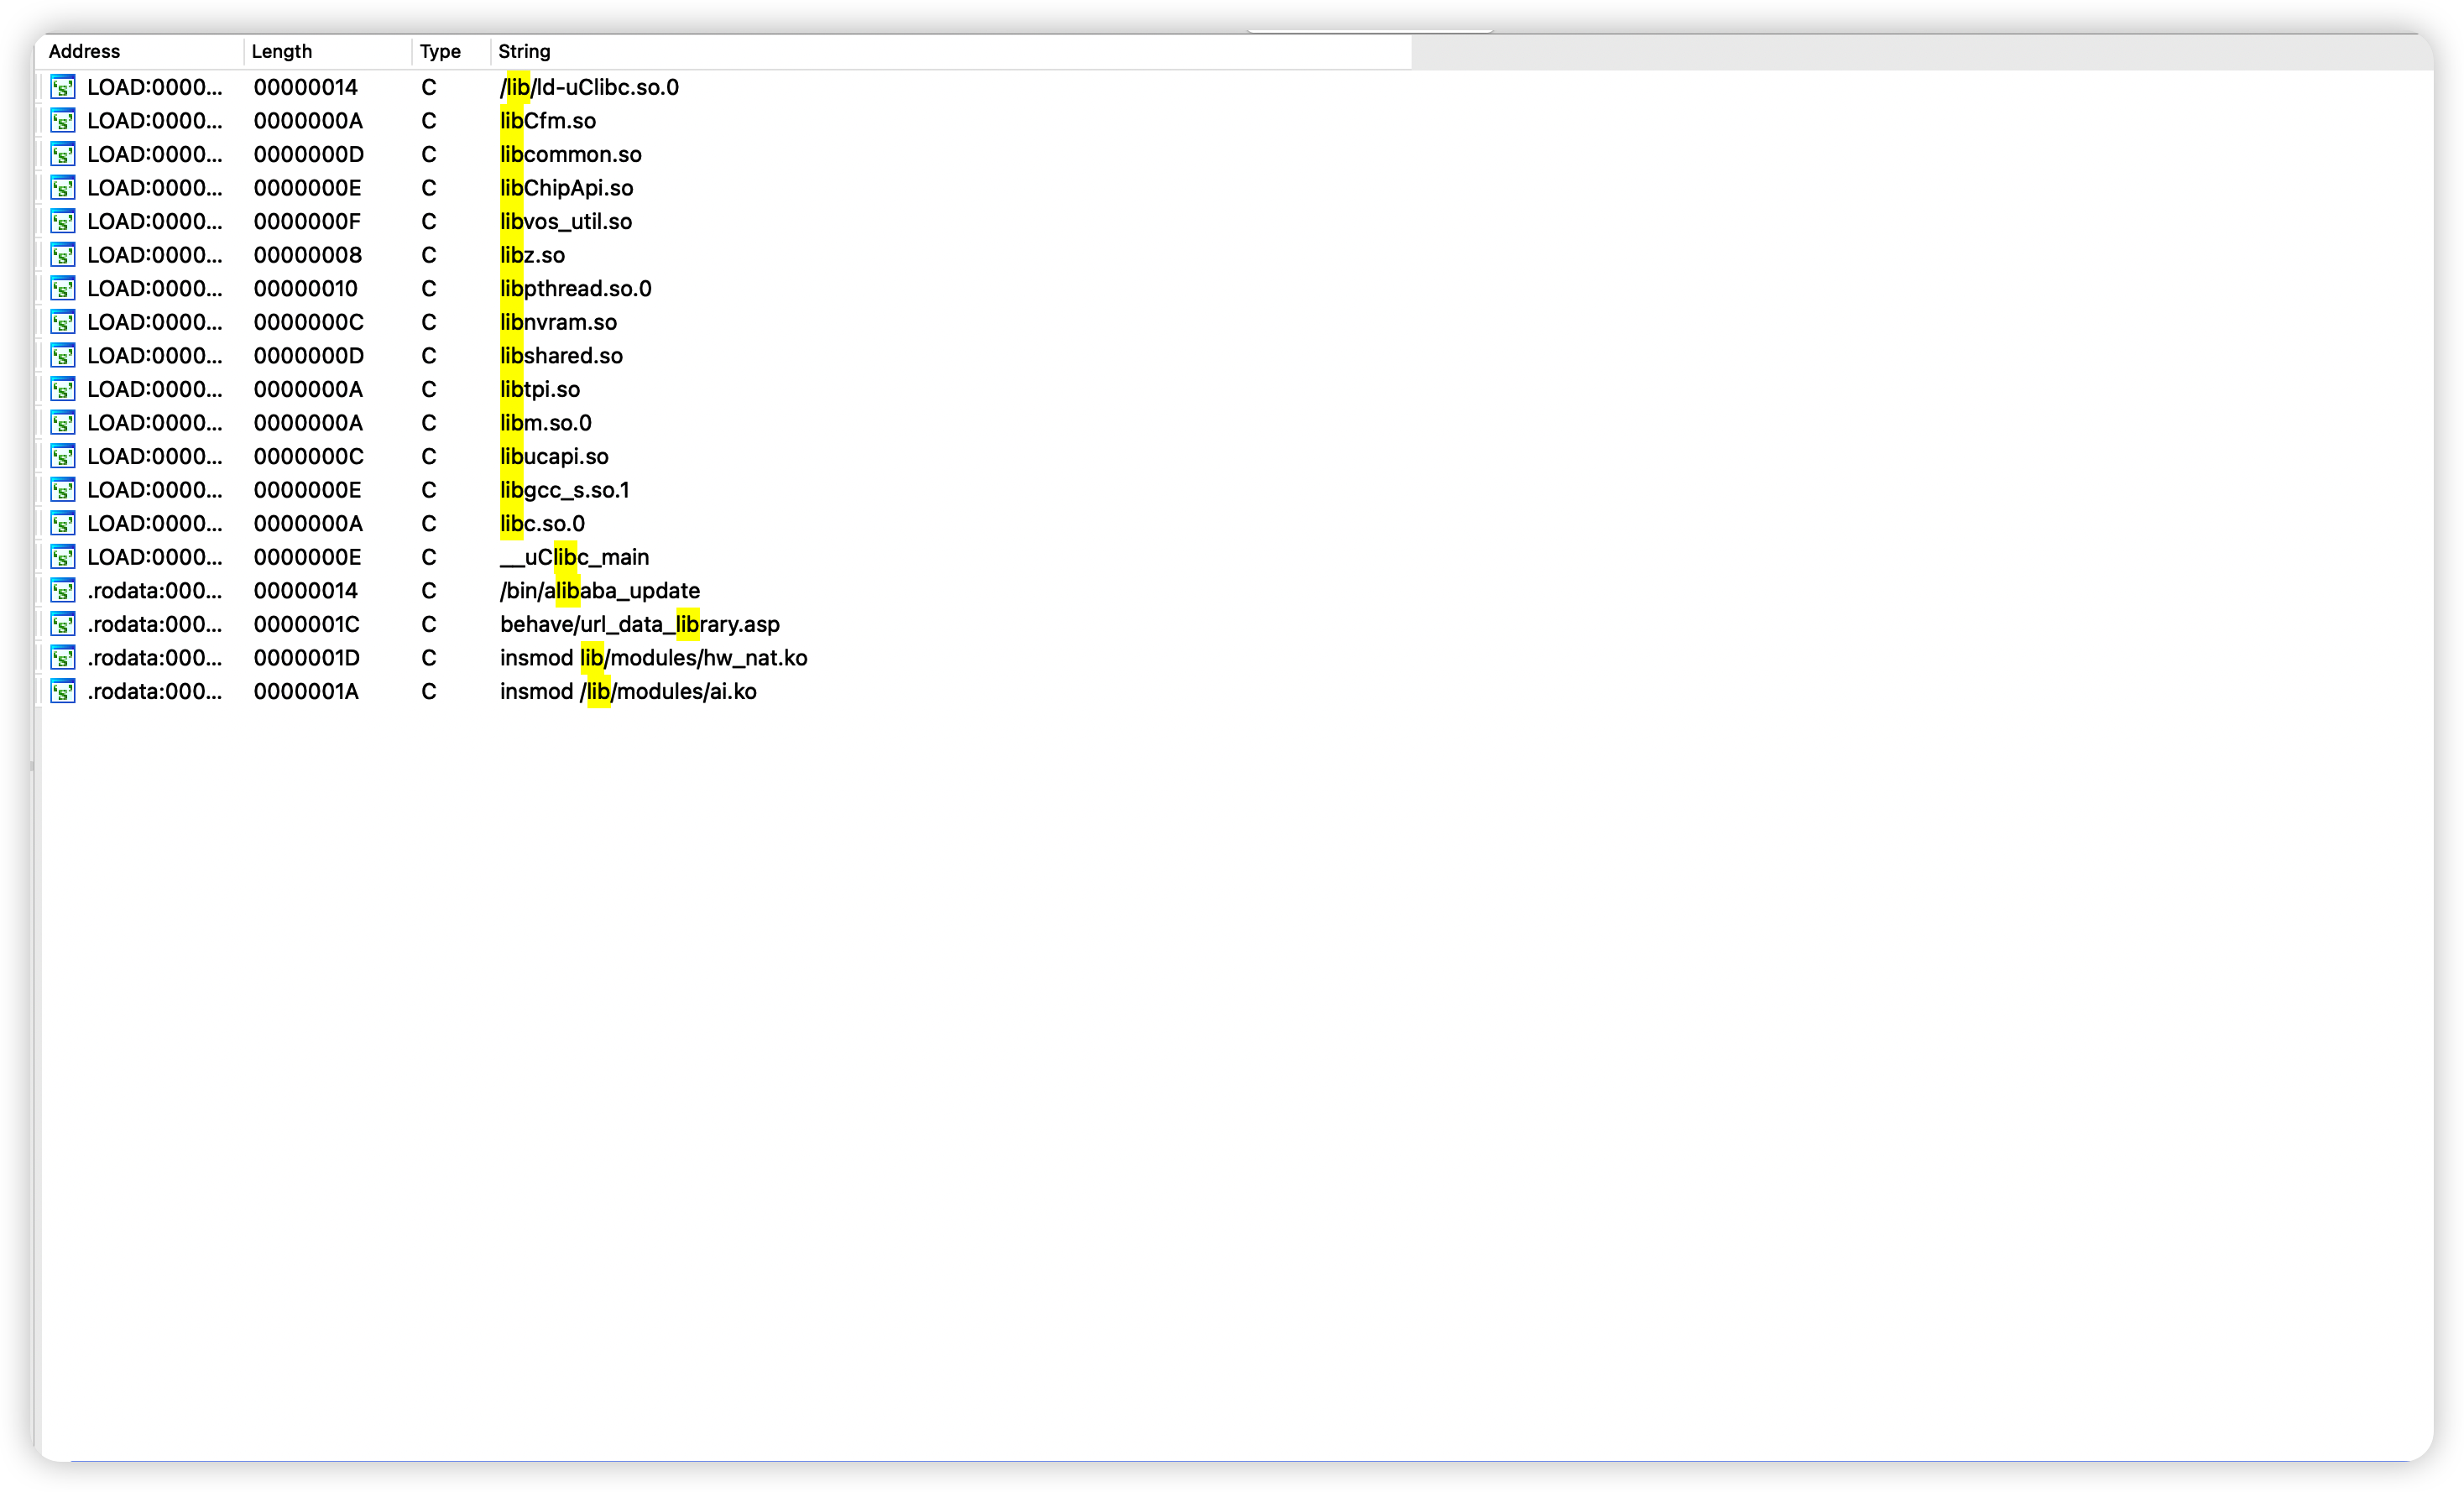 Address Length Type String
LOAD:0000... 00000014 C /lib/ld-uClibc.so.0
LOAD:0000... 0000000A C libCfm.so
LOAD:0000... 0000000D C libcommon.so
LOAD:0000... 0000000E C libChipApi.so
LOAD:0000... 0000000F C libvos_util.so
LOAD:0000... 00000008 C libz.so
LOAD:0000... 00000010 C libpthread.so.0
LOAD:0000... 0000000C C libnvram.so
LOAD:0000... 0000000D C libshared.so
LOAD:0000... 0000000A C libtpi.so
LOAD:0000... 0000000A C libm.so.0
LOAD:0000... 0000000C C libucapi.so
LOAD:0000... 0000000E C libgcc_s.so.1
LOAD:0000... 0000000A C libc.so.0
LOAD:0000... 0000000E C __uClibc_main
.rodata:000... 00000014 C /bin/alibaba_update
.rodata:000... 0000001C C behave/url_data_library.asp
.rodata:000... 0000001D C insmod lib/modules/hw_nat.ko
.rodata:000... 0000001A C insmod /lib/modules/ai.ko